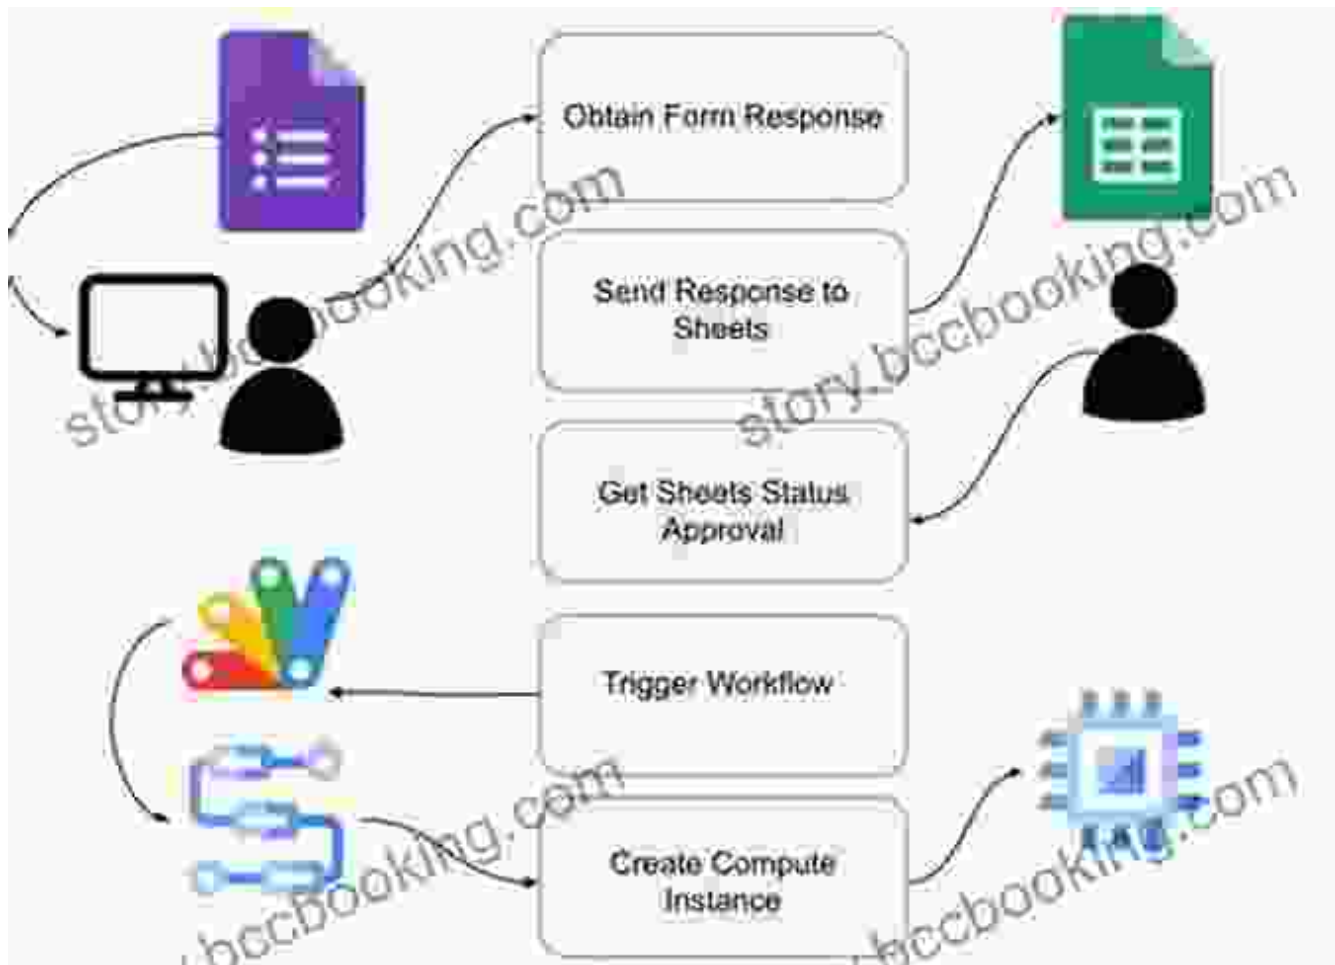 Obtain Form Response
story.bccbooking.com
story.bccbooking.com
Send Response to
Sheets
Get Sheets Status
Approval
Trigger Workflow
Create Compute
Instance
y.bccbooking.com
bccbooking.com